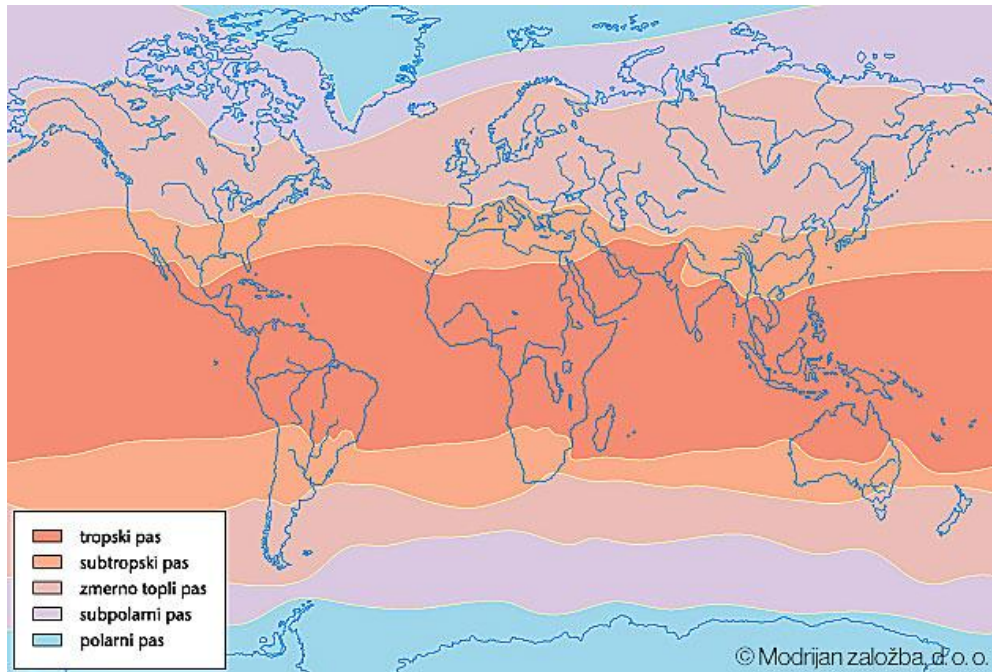 tropski pas
subtropski pas
zmerno topli pas
subpolarni pas
polarni pas
© Modrijan založba, d. o. o.